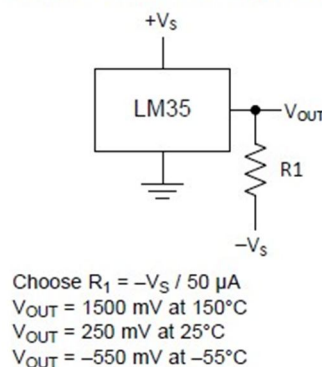 +VS
LM35
VOUT
R1
−VS
Choose R1 = −VS / 50 µA
VOUT = 1500 mV at 150°C
VOUT = 250 mV at 25°C
VOUT = −550 mV at −55°C